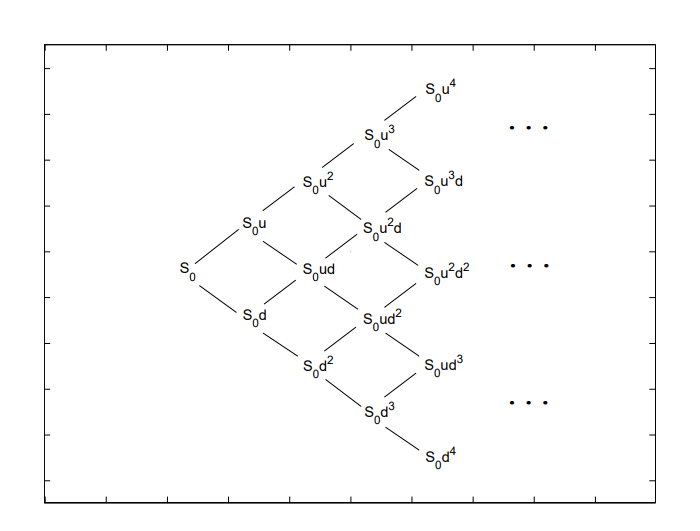 S₀u⁴
S₀u³ . . .
S₀u² S₀u³d
S₀u S₀u²d
S₀ S₀ud S₀u²d² . . .
S₀d S₀ud²
S₀d² S₀ud³
S₀d³ . . .
S₀d⁴